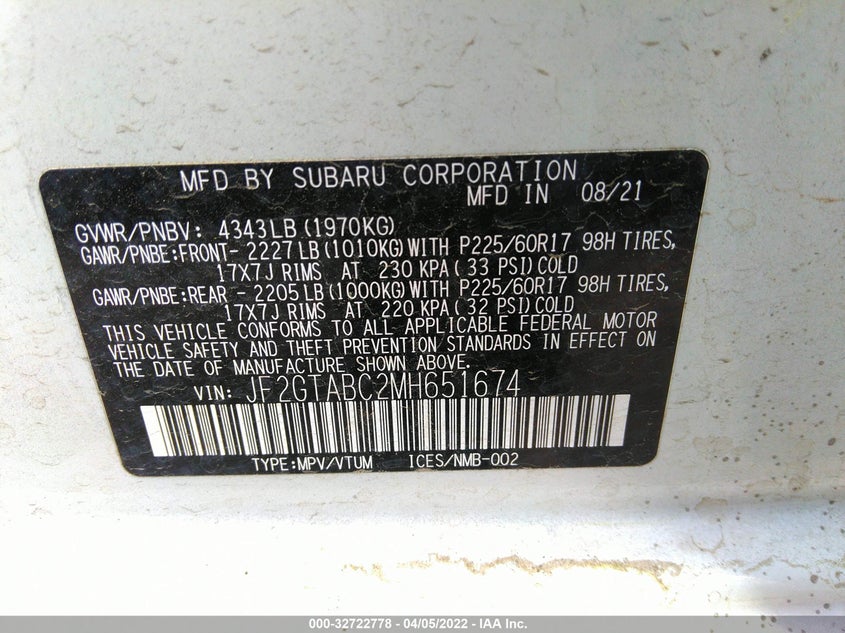 MFD BY SUBARU CORPORATION
MFD IN 08/21
GVWR/PNBV: 4343LB (1970KG)
GAWR/PNBE:FRONT- 2227LB (1010KG) WITH P225/60R17 98H TIRES,
17X7J RIMS AT 230 KPA( 33 PSI) COLD
GAWR/PNBE:REAR - 2205LB (1000KG) WITH P225/60R17 98H TIRES,
17X7J RIMS AT 220 KPA( 32 PSI) COLD
THIS VEHICLE CONFORMS TO ALL APPLICABLE FEDERAL MOTOR
VEHICLE SAFETY AND THEFT PREVENTION STANDARDS IN EFFECT ON
THE DATE OF MANUFACTURE SHOWN ABOVE.
VIN: JF2GTABC2MH651674
TYPE:MPV/VTUM ICES/NMB-002
000-32722778 - 04/05/2022 - IAA Inc.